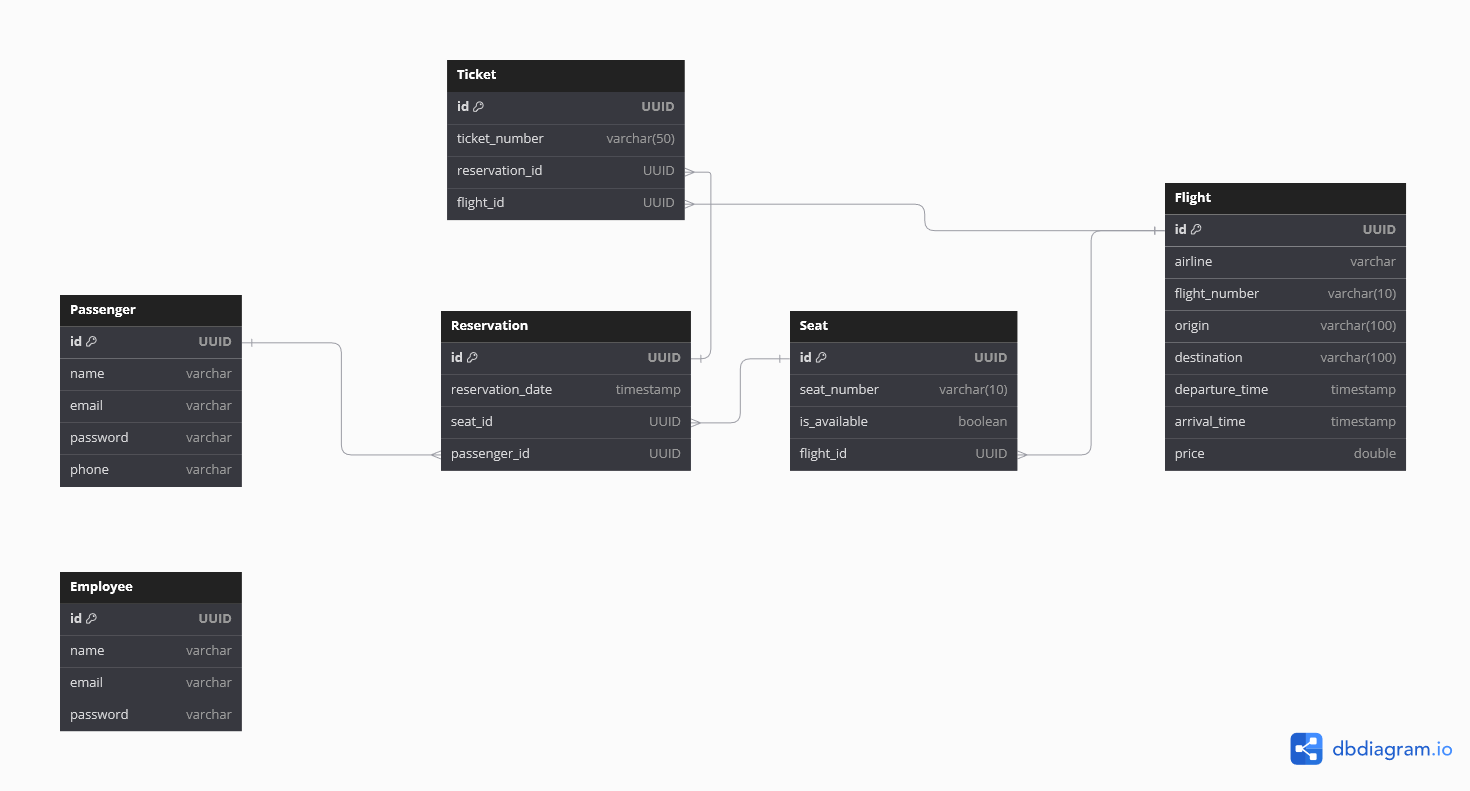 Ticket
id UUID
ticket_number varchar(50)
reservation_id UUID
flight_id UUID
Flight
id UUID
airline varchar
flight_number varchar(10)
origin varchar(100)
destination varchar(100)
departure_time timestamp
arrival_time timestamp
price double
Passenger
id UUID
name varchar
email varchar
password varchar
phone varchar
Reservation
id UUID
reservation_date timestamp
seat_id UUID
passenger_id UUID
Seat
id UUID
seat_number varchar(10)
is_available boolean
flight_id UUID
Employee
id UUID
name varchar
email varchar
password varchar
dbdiagram.io